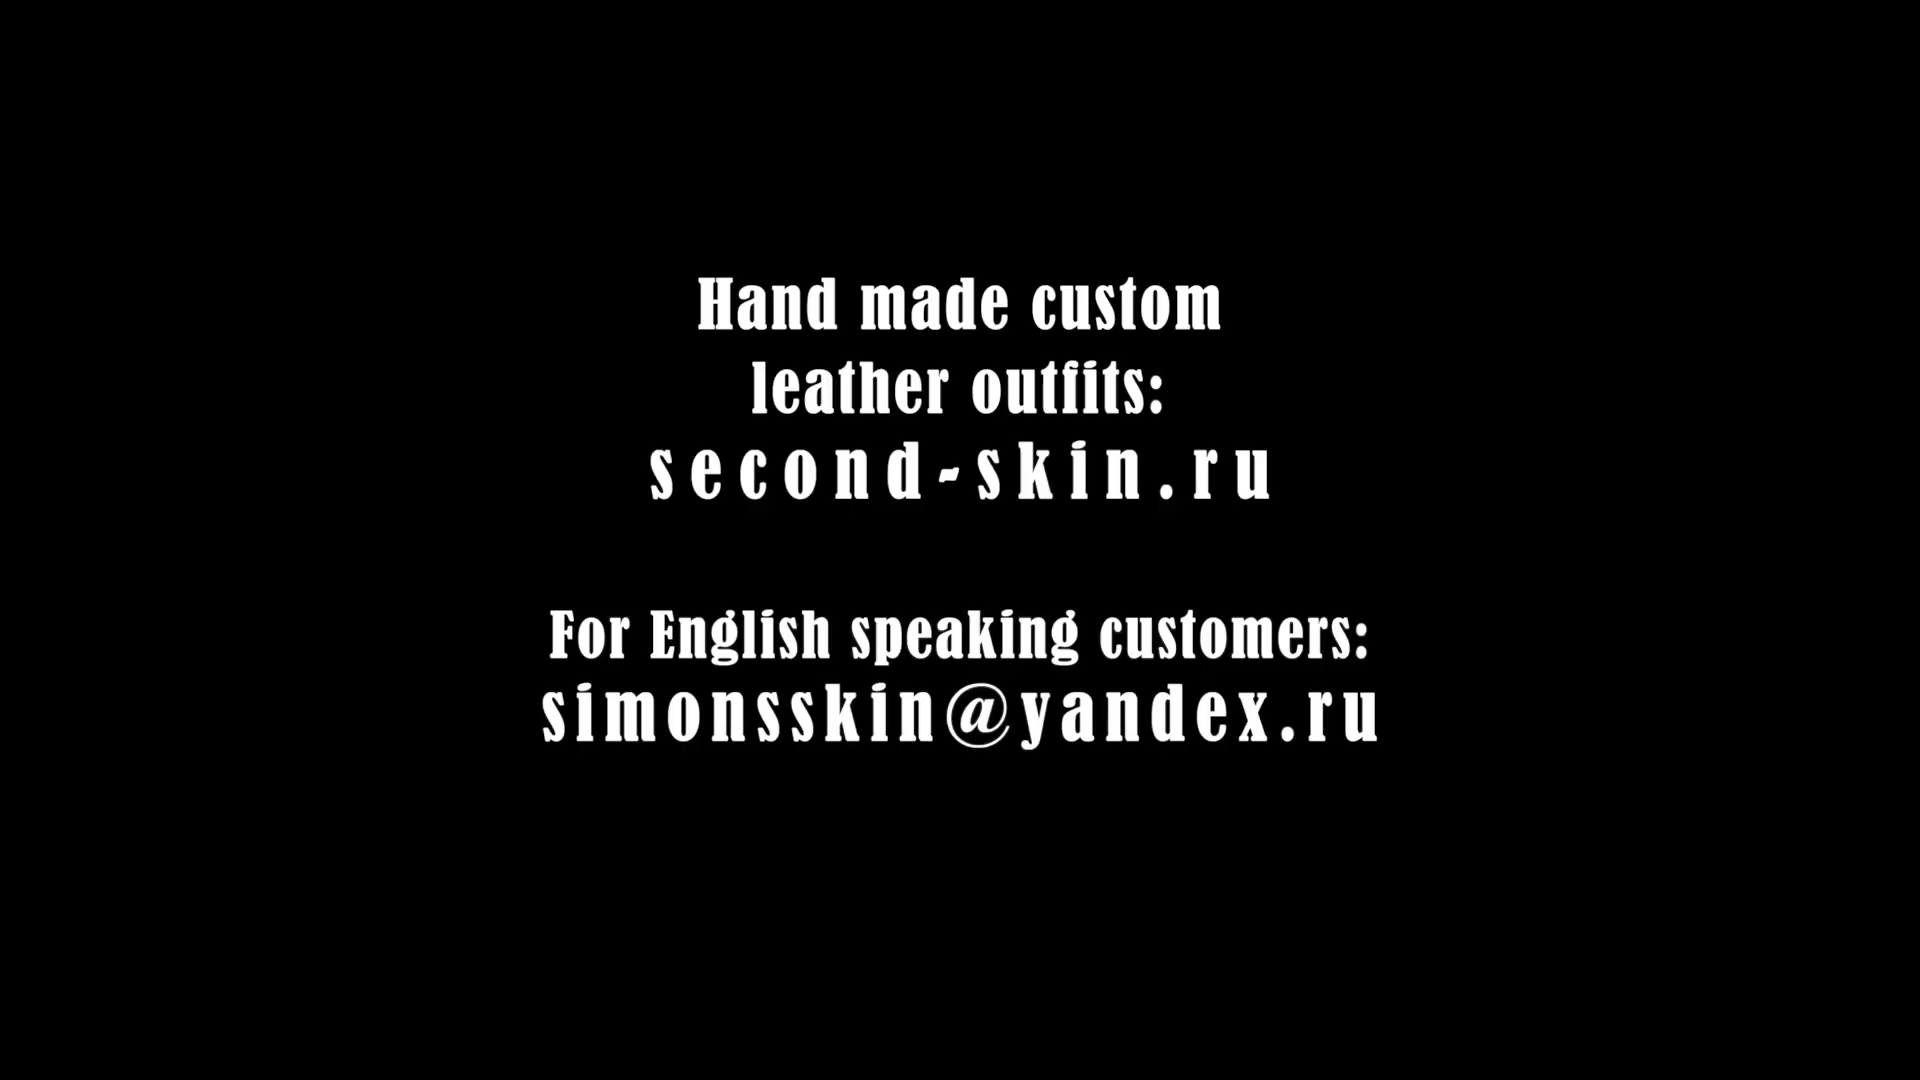 Hand made custom
leather outfits:
second-skin.ru
For English speaking customers:
simonsskin@yandex.ru